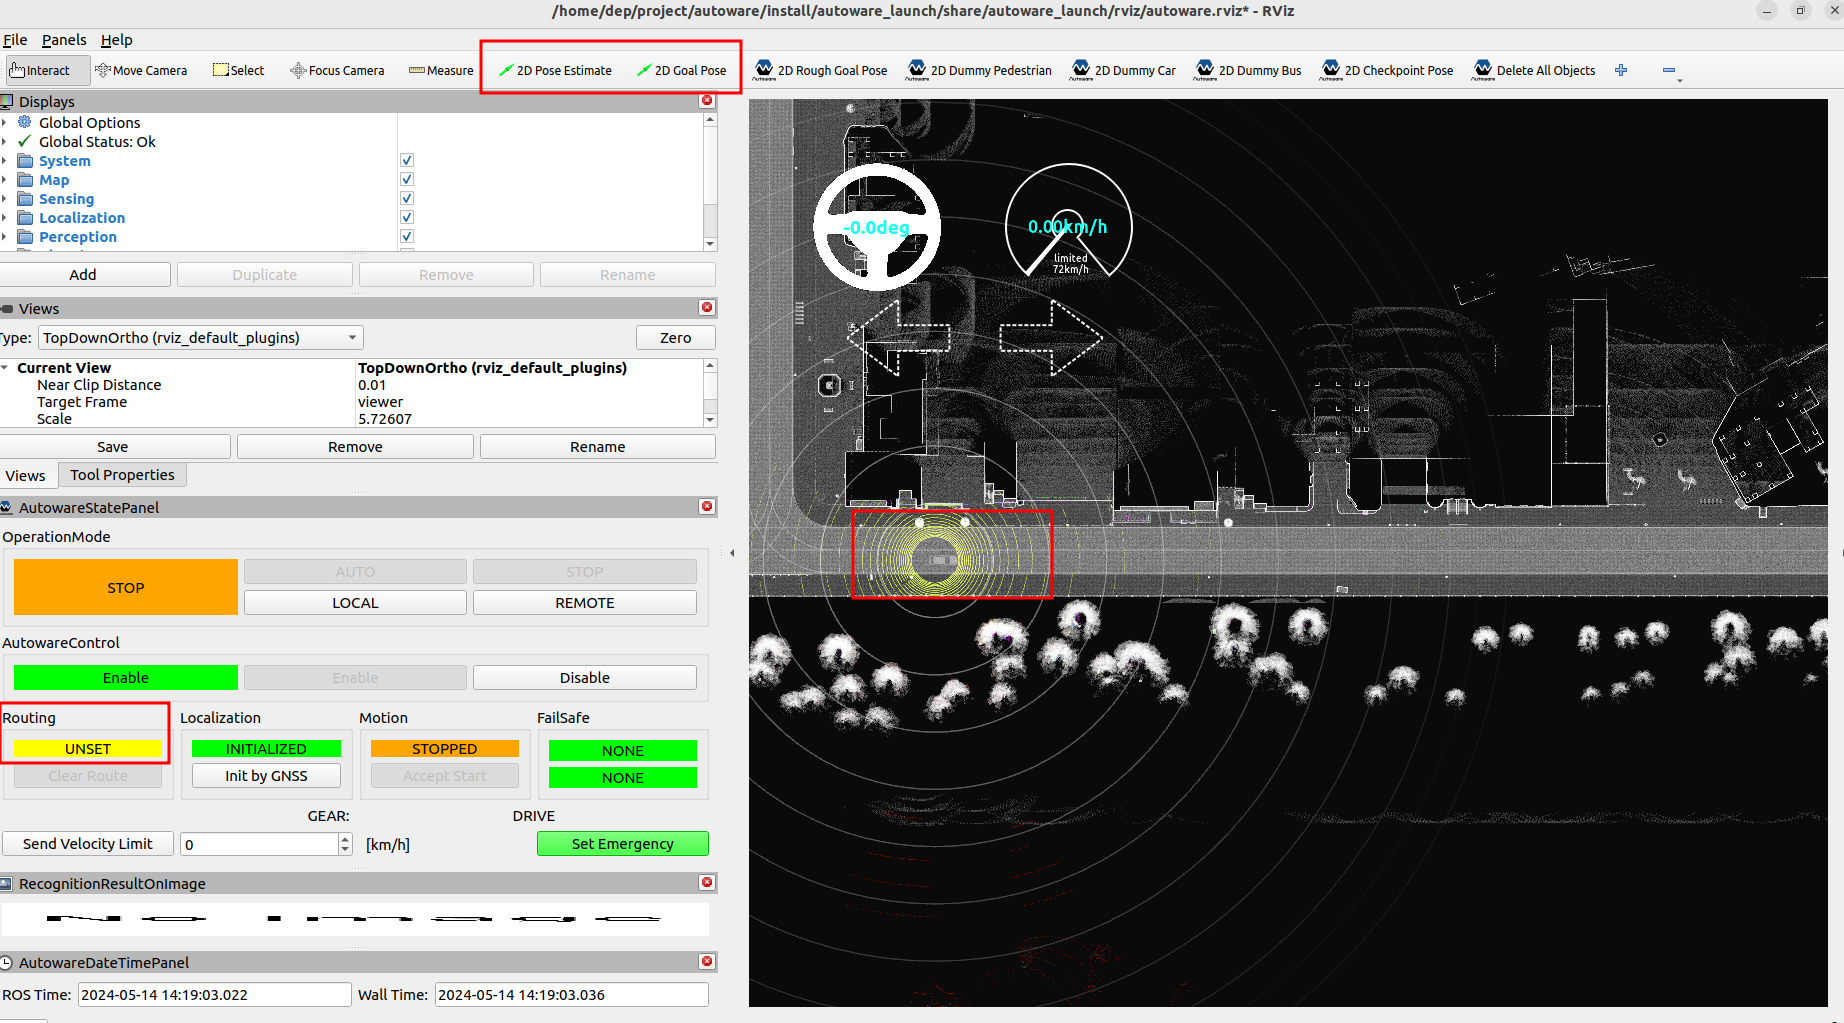 /home/dep/project/autoware/install/autoware_launch/share/autoware_launch/rviz/autoware.rviz* - RViz
File Panels Help
Interact Move Camera Select Focus Camera Measure 2D Pose Estimate 2D Goal Pose 2D Rough Goal Pose 2D Dummy Pedestrian 2D Dummy Car 2D Dummy Bus 2D Checkpoint Pose Delete All Objects
Displays
Global Options
Global Status: Ok
System
Map
Sensing
Localization
Perception
Add Duplicate Remove Rename
Views
Type: TopDownOrtho (rviz_default_plugins) Zero
Current View TopDownOrtho (rviz_default_plugins)
Near Clip Distance 0.01
Target Frame viewer
Scale 5.72607
Save Remove Rename
Views Tool Properties
AutowareStatePanel
OperationMode
STOP AUTO STOP
LOCAL REMOTE
AutowareControl
Enable Enable Disable
Routing Localization Motion FailSafe
UNSET INITIALIZED STOPPED NONE
Clear Route Init by GNSS Accept Start NONE
GEAR: DRIVE
Send Velocity Limit 0 [km/h] Set Emergency
RecognitionResultOnImage
No Image
AutowareDateTimePanel
ROS Time: 2024-05-14 14:19:03.022 Wall Time: 2024-05-14 14:19:03.036
-0.0deg
0.00km/h
limited
72km/h